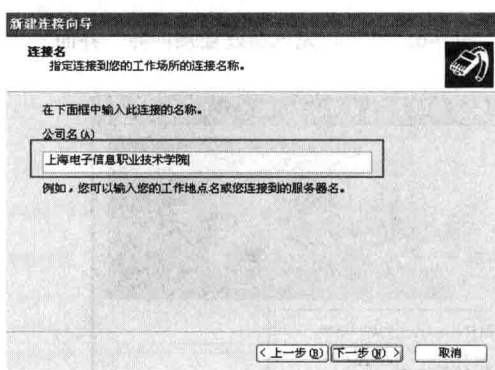 新建连接向导
连接名
指定连接到您的工作场所的连接名称。
在下面框中输入此连接的名称。
公司名(A)
上海电子信息职业技术学院
例如，您可以输入您的工作地点名或您连接到的服务器名。
<上一步(B) 下一步(N)> 取消